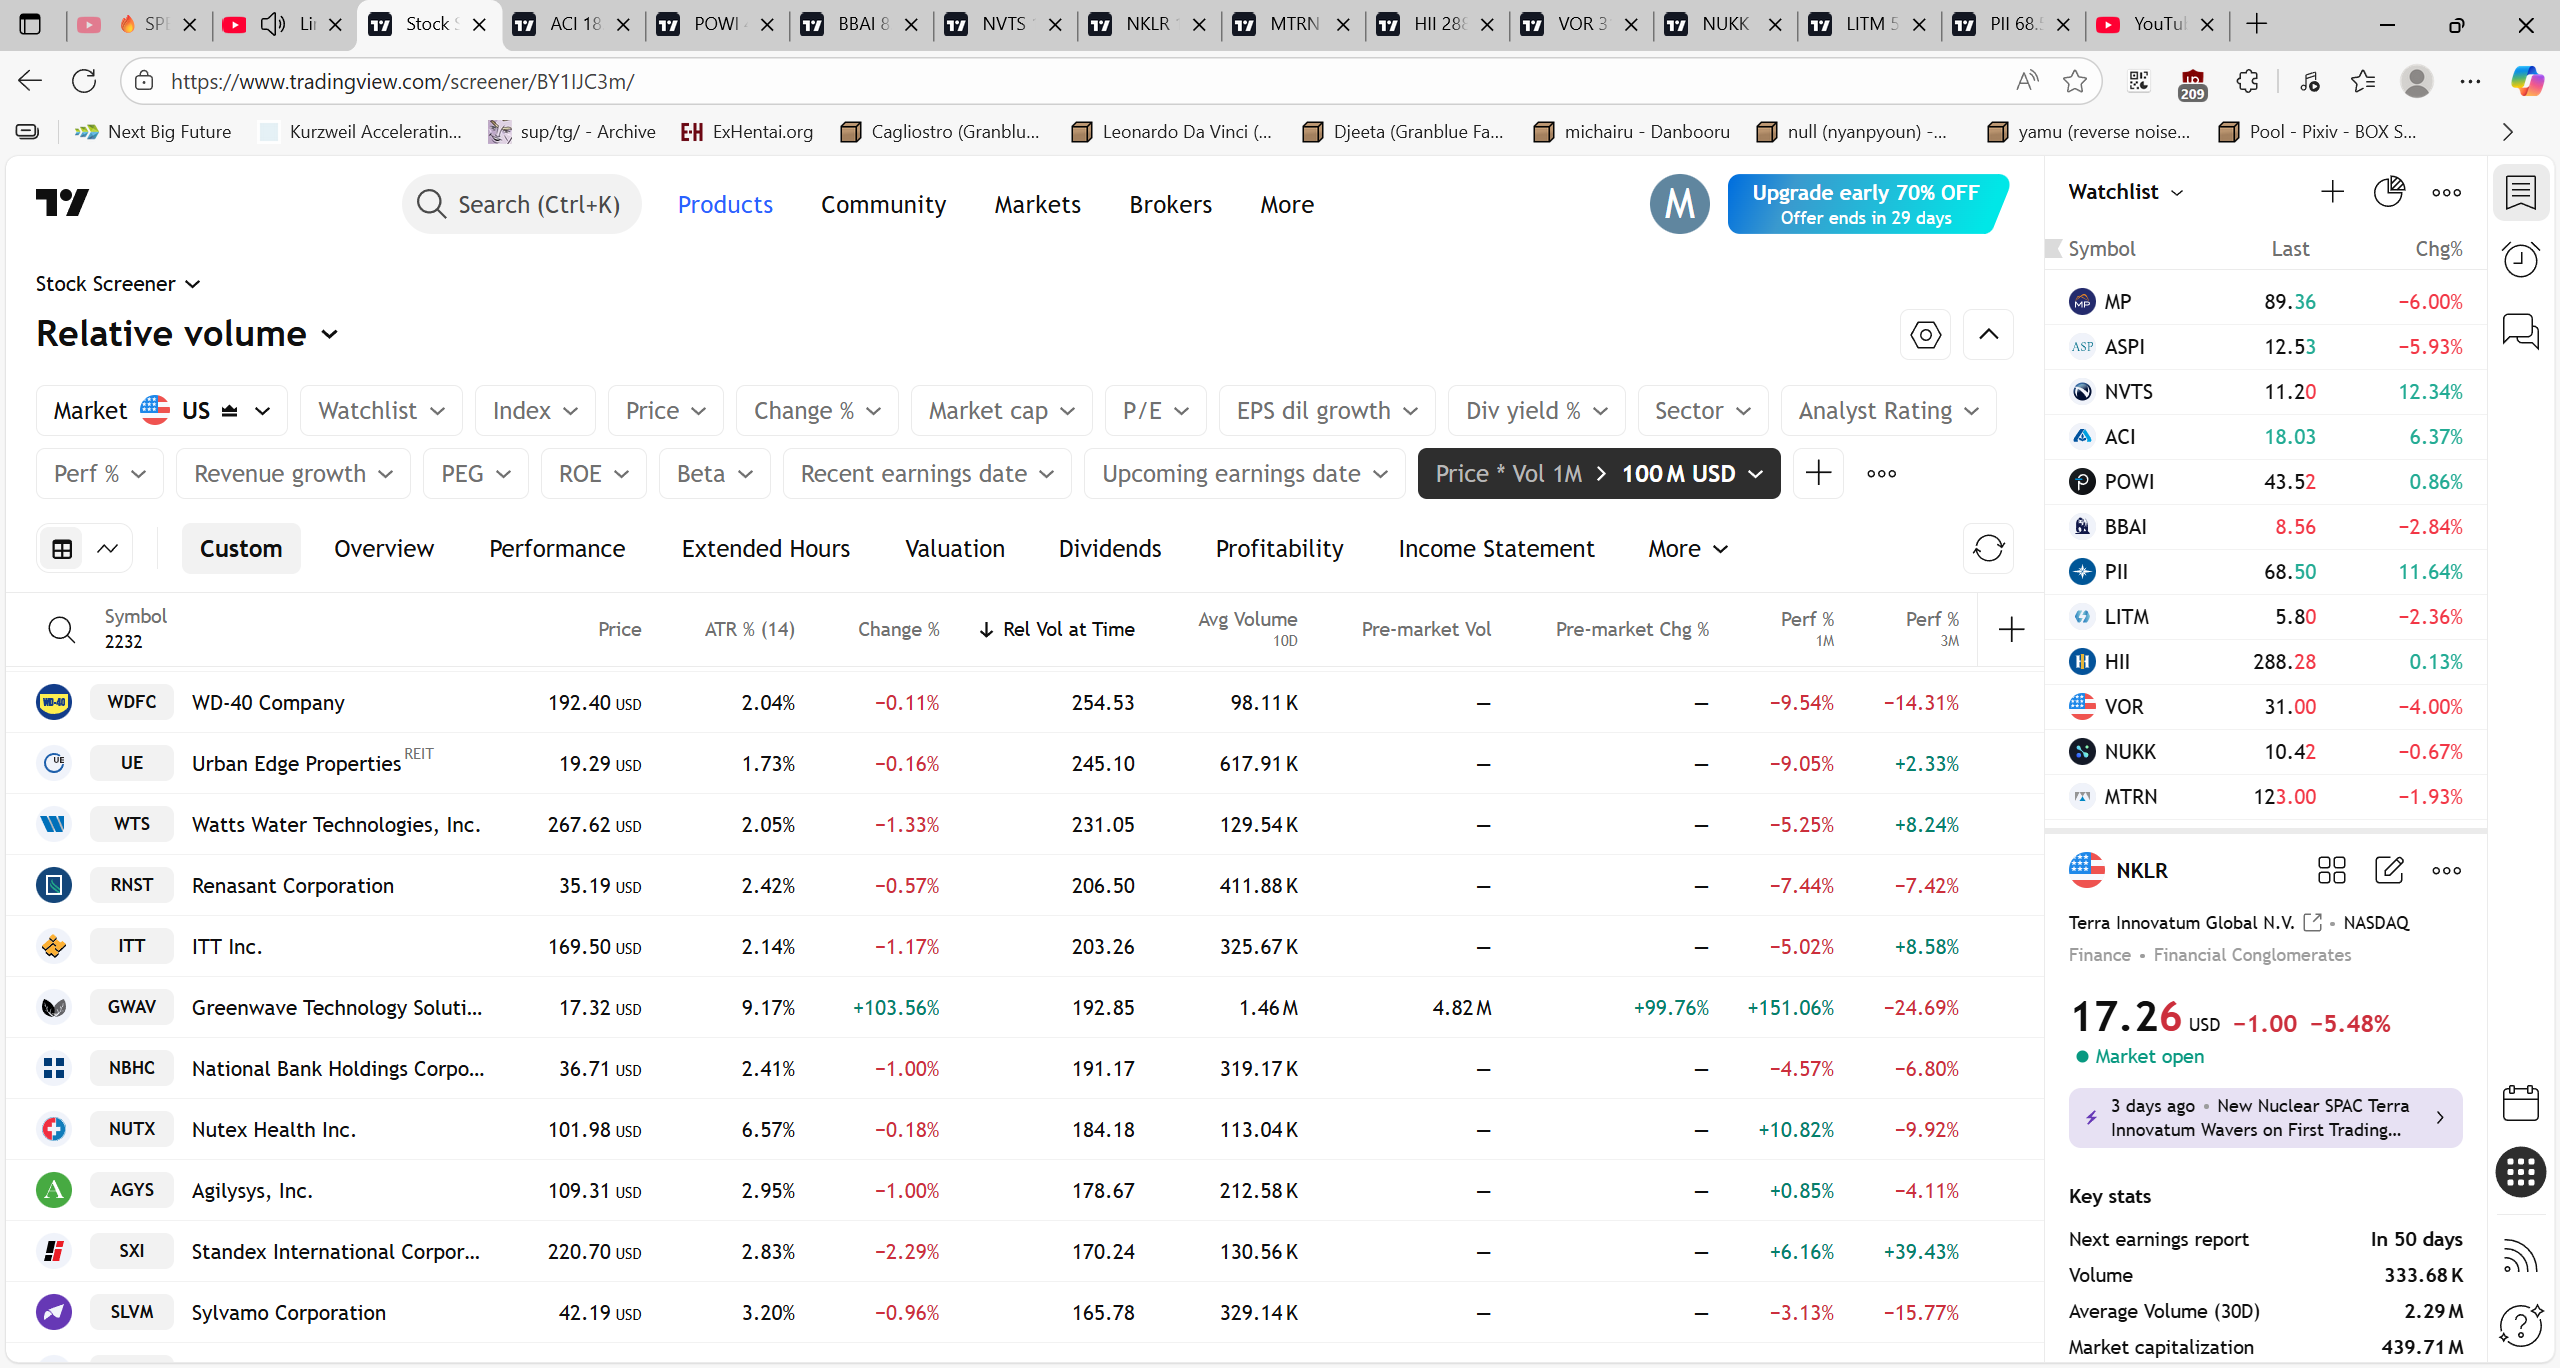 SPE
Li
Stock S
ACI 18
POWI 4
BBAI 8
NVTS
NKLR
MTRN
HII 288
VOR 3
NUKK
LITM 5
PII 68.5
YouTu
https://www.tradingview.com/screener/BY1IJC3m/
209
Next Big Future
Kurzweil Acceleratin...
sup/tg/ - Archive
E-H ExHentai.org
Cagliostro (Granblu...
Leonardo Da Vinci (...
Djeeta (Granblue Fa...
michairu - Danbooru
null (nyanpyoun) -...
yamu (reverse noise...
Pool - Pixiv - BOX S...
Search (Ctrl+K)
Products
Community
Markets
Brokers
More
M
Upgrade early 70% OFF
Offer ends in 29 days
Stock Screener
Relative volume
Market US
Watchlist
Index
Price
Change %
Market cap
P/E
EPS dil growth
Div yield %
Sector
Analyst Rating
Perf %
Revenue growth
PEG
ROE
Beta
Recent earnings date
Upcoming earnings date
Price * Vol 1M > 100 M USD
Custom
Overview
Performance
Extended Hours
Valuation
Dividends
Profitability
Income Statement
More
Symbol
2232
Price
ATR % (14)
Change %
Rel Vol at Time
Avg Volume
10D
Pre-market Vol
Pre-market Chg %
Perf %
1M
Perf %
3M
WD-40 WDFC WD-40 Company 192.40 USD 2.04% −0.11% 254.53 98.11 K — — −9.54% −14.31%
UE UE Urban Edge Properties REIT 19.29 USD 1.73% −0.16% 245.10 617.91 K — — −9.05% +2.33%
WTS Watts Water Technologies, Inc. 267.62 USD 2.05% −1.33% 231.05 129.54 K — — −5.25% +8.24%
RNST Renasant Corporation 35.19 USD 2.42% −0.57% 206.50 411.88 K — — −7.44% −7.42%
ITT ITT Inc. 169.50 USD 2.14% −1.17% 203.26 325.67 K — — −5.02% +8.58%
GWAV Greenwave Technology Soluti... 17.32 USD 9.17% +103.56% 192.85 1.46 M 4.82 M +99.76% +151.06% −24.69%
NBHC National Bank Holdings Corpo... 36.71 USD 2.41% −1.00% 191.17 319.17 K — — −4.57% −6.80%
NUTX Nutex Health Inc. 101.98 USD 6.57% −0.18% 184.18 113.04 K — — +10.82% −9.92%
A AGYS Agilysys, Inc. 109.31 USD 2.95% −1.00% 178.67 212.58 K — — +0.85% −4.11%
SXI Standex International Corpor... 220.70 USD 2.83% −2.29% 170.24 130.56 K — — +6.16% +39.43%
SLVM Sylvamo Corporation 42.19 USD 3.20% −0.96% 165.78 329.14 K — — −3.13% −15.77%
Watchlist
Symbol Last Chg%
MP MP 89.36 −6.00%
ASP ASPI 12.53 −5.93%
NVTS 11.20 12.34%
ACI 18.03 6.37%
POWI 43.52 0.86%
BBAI 8.56 −2.84%
PII 68.50 11.64%
LITM 5.80 −2.36%
HII 288.28 0.13%
VOR 31.00 −4.00%
NUKK 10.42 −0.67%
MTRN 123.00 −1.93%
NKLR
Terra Innovatum Global N.V. • NASDAQ
Finance • Financial Conglomerates
17.26 USD −1.00 −5.48%
Market open
3 days ago • New Nuclear SPAC Terra
Innovatum Wavers on First Trading...
Key stats
Next earnings report In 50 days
Volume 333.68 K
Average Volume (30D) 2.29 M
Market capitalization 439.71 M